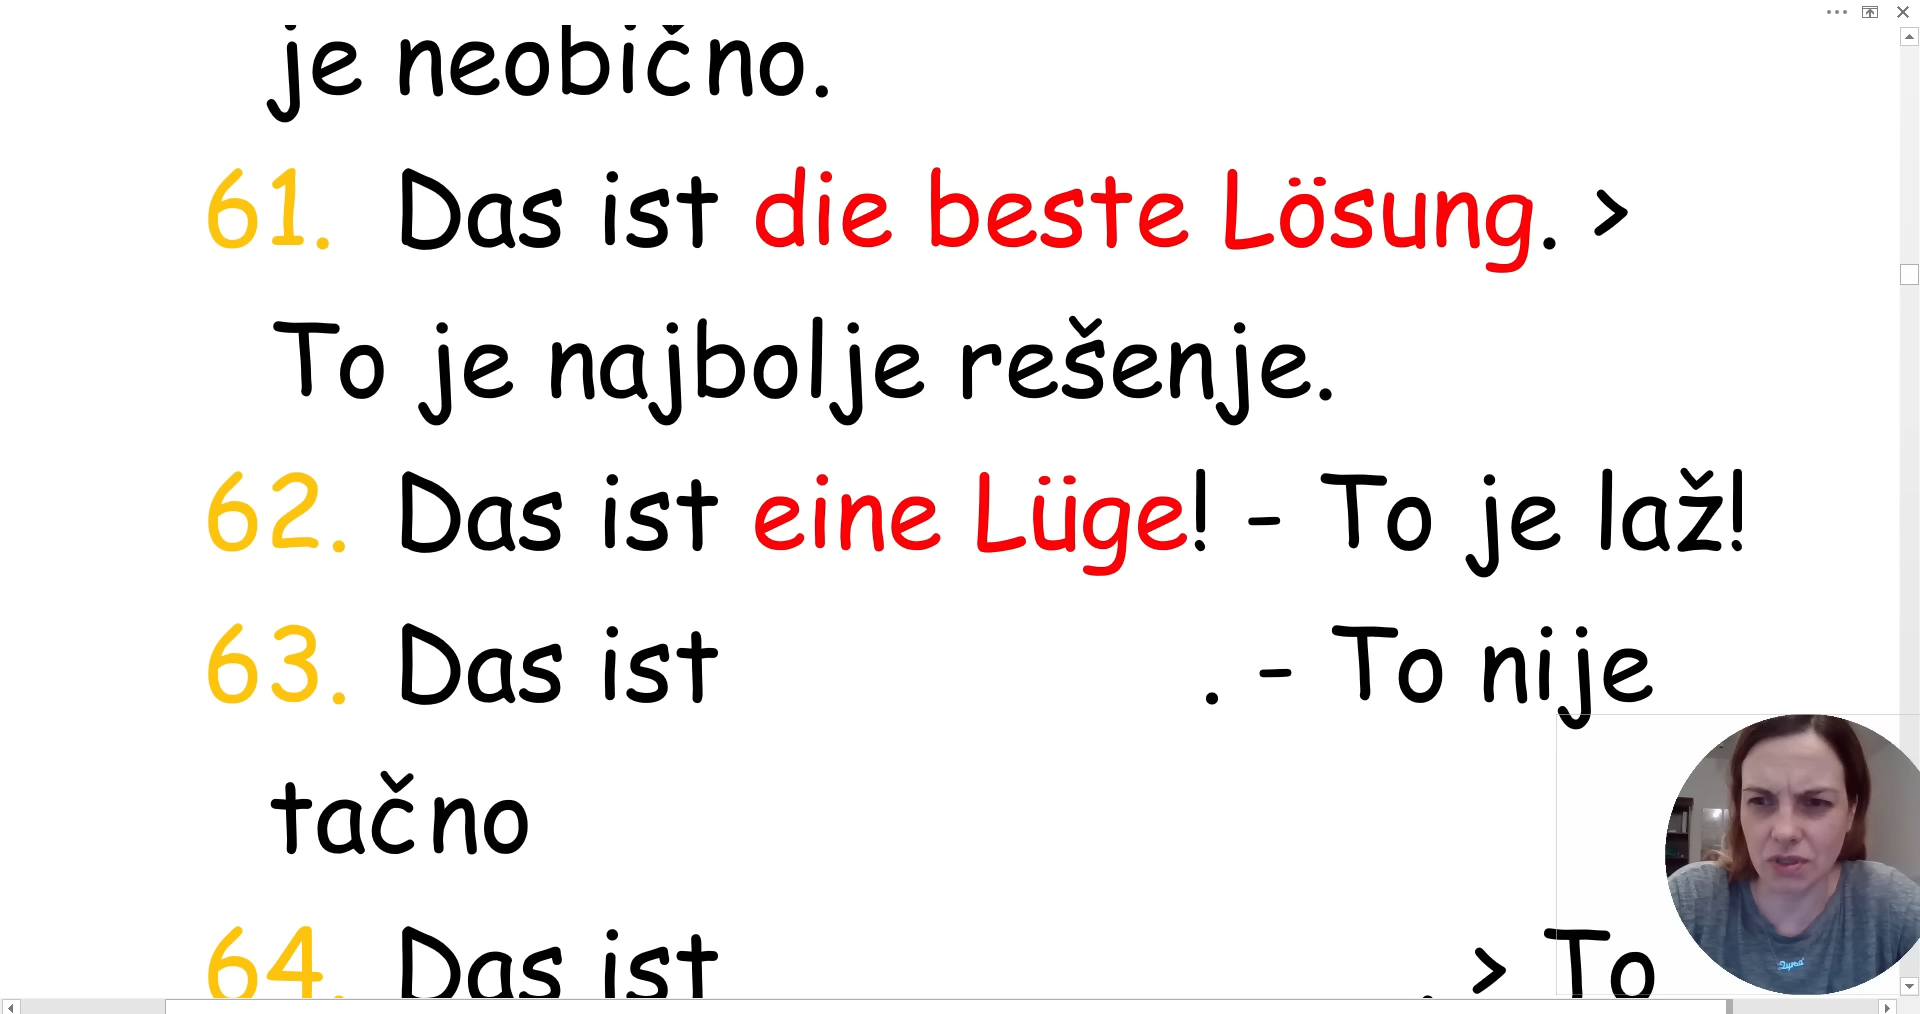 je neobično.
61. Das ist die beste Lösung. >
To je najbolje rešenje.
62. Das ist eine Lüge! - To je laž!
63. Das ist . - To nije
tačno
64. Das ist . > To